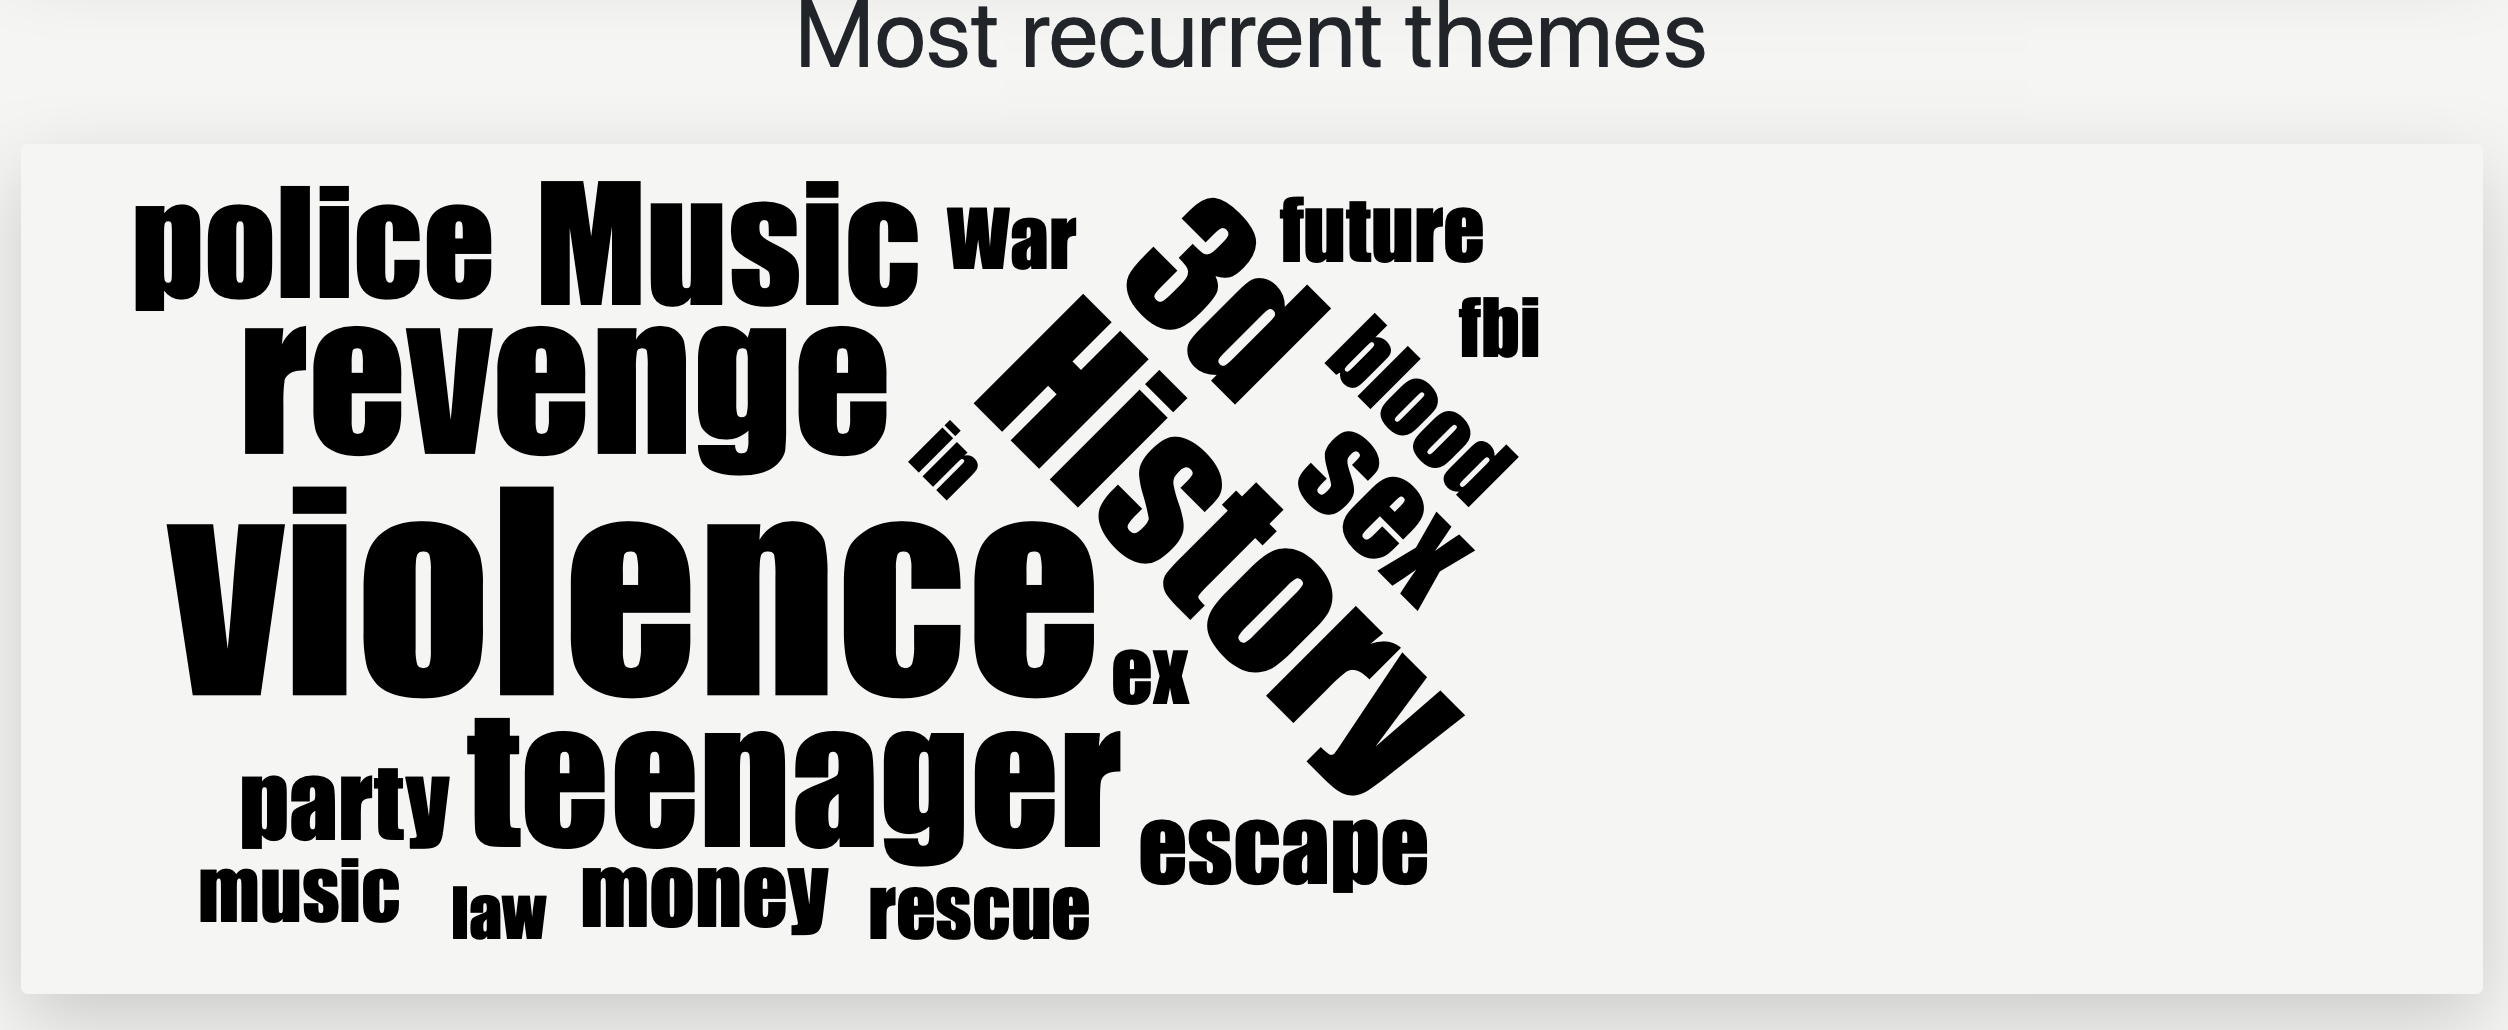 Most recurrent themes
police Music war 3d future
fbi
revenge
in
History
blood
sex
violence
ex
party teenager
escape
music law money rescue